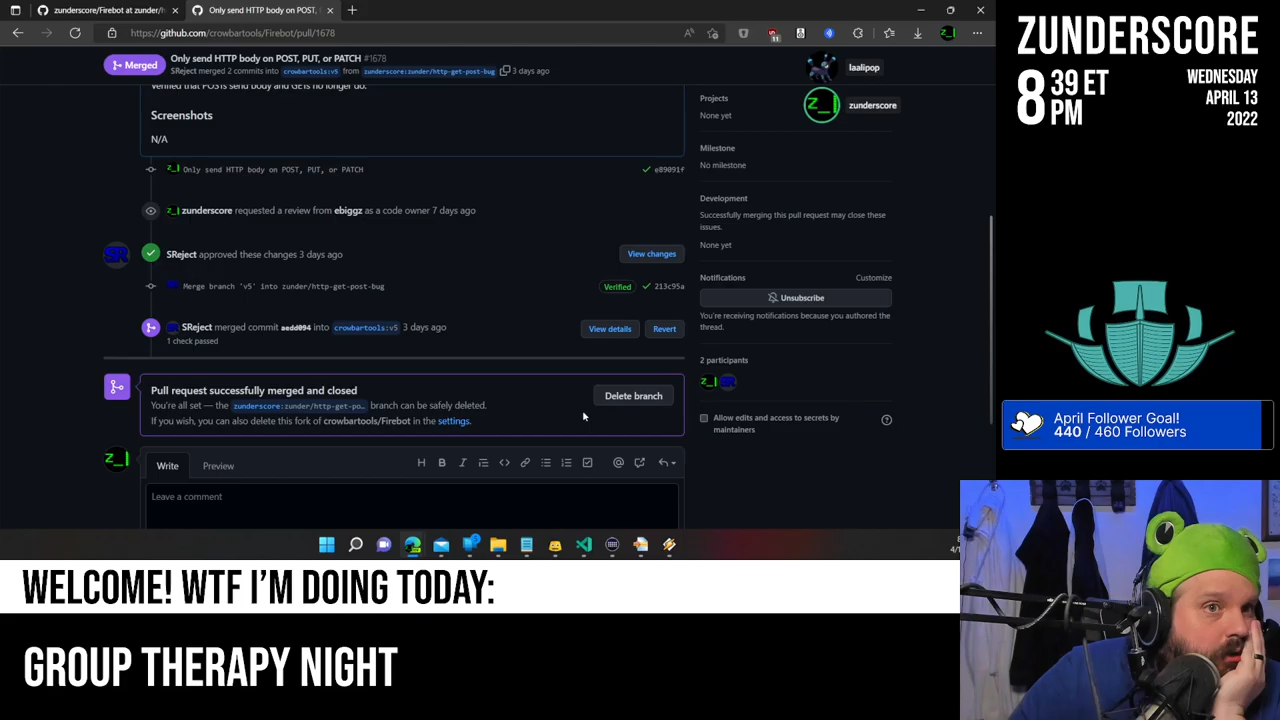 zunderscore/Firebot at zunder/h
Only send HTTP body on POST,
https://github.com/crowbartools/Firebot/pull/1678
11
Merged
Only send HTTP body on POST, PUT, or PATCH #1678
SReject merged 2 commits into crowbartools:v5 from zunderscore:zunder/http-get-post-bug 3 days ago
Verified that POSTs send body and GETs no longer do.
Screenshots
N/A
Only send HTTP body on POST, PUT, or PATCH
e89091f
zunderscore requested a review from ebiggz as a code owner 7 days ago
SReject approved these changes 3 days ago
View changes
Merge branch 'v5' into zunder/http-get-post-bug
Verified
213c95a
SReject merged commit aedd094 into crowbartools:v5 3 days ago
View details
Revert
1 check passed
Pull request successfully merged and closed
You're all set — the zunderscore:zunder/http-get-po… branch can be safely deleted.
If you wish, you can also delete this fork of crowbartools/Firebot in the settings.
Delete branch
Write
Preview
H B I
Leave a comment
laalipop
zunderscore
Projects
None yet
Milestone
No milestone
Development
Successfully merging this pull request may close these
issues.
None yet
Notifications
Customize
Unsubscribe
You're receiving notifications because you authored the
thread.
2 participants
Allow edits and access to secrets by
maintainers
ZUNDERSCORE
8 39 ET
PM
WEDNESDAY
APRIL 13
2022
April Follower Goal!
440 / 460 Followers
WELCOME! WTF I'M DOING TODAY:
GROUP THERAPY NIGHT